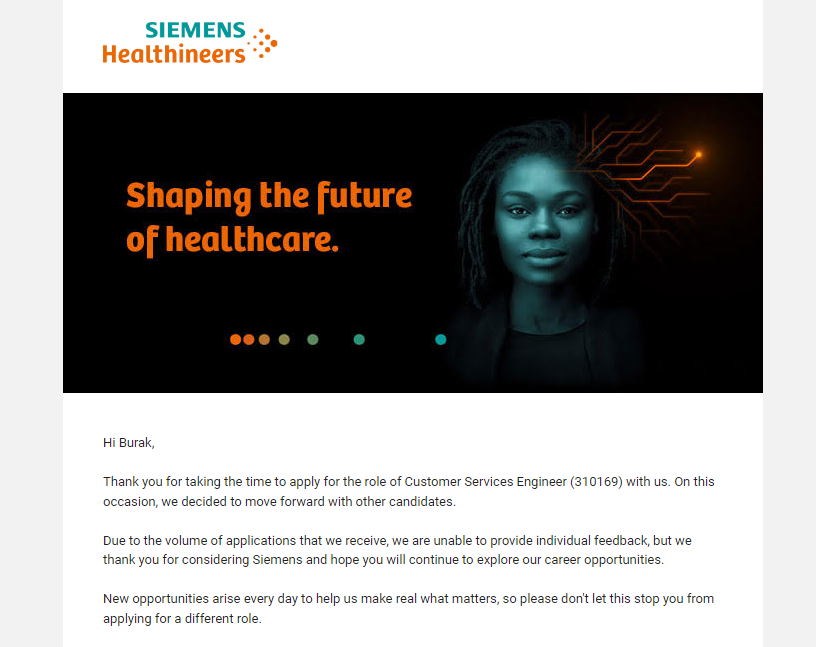 SIEMENS
Healthineers
Shaping the future
of healthcare.
Hi Burak,
Thank you for taking the time to apply for the role of Customer Services Engineer (310169) with us. On this
occasion, we decided to move forward with other candidates.
Due to the volume of applications that we receive, we are unable to provide individual feedback, but we
thank you for considering Siemens and hope you will continue to explore our career opportunities.
New opportunities arise every day to help us make real what matters, so please don't let this stop you from
applying for a different role.